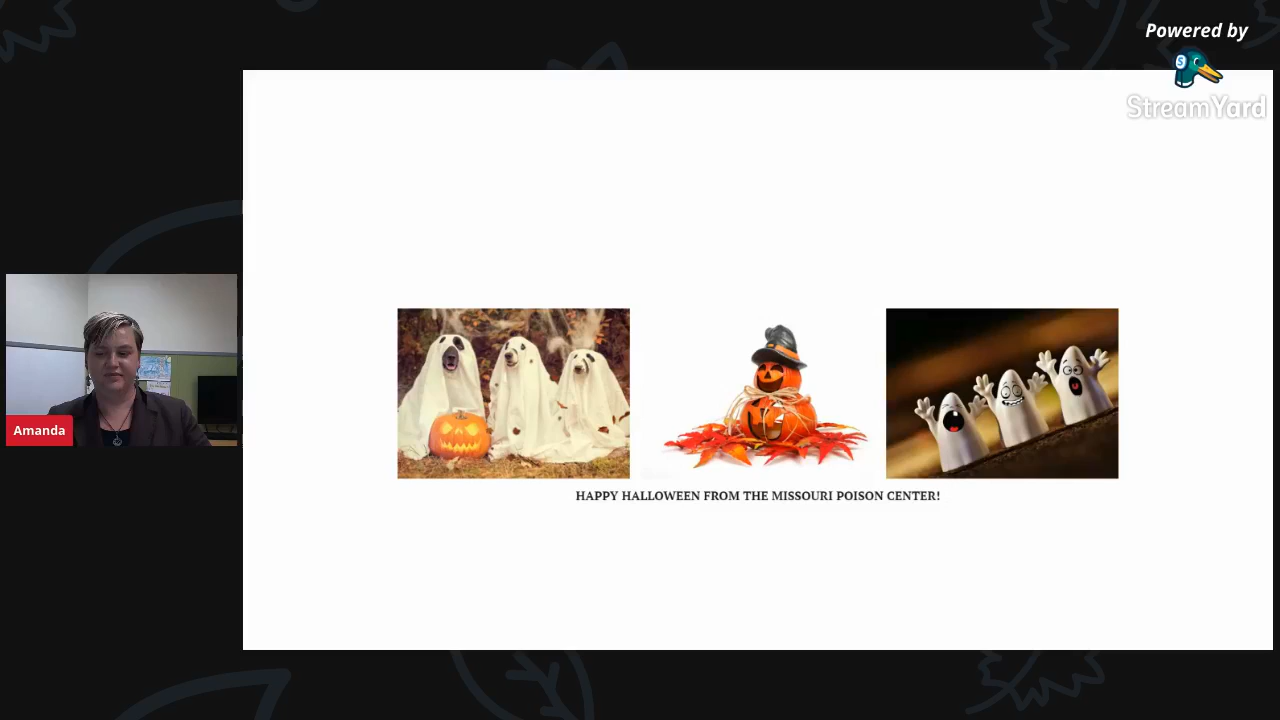 Powered by
S
StreamYard
Amanda
HAPPY HALLOWEEN FROM THE MISSOURI POISON CENTER!